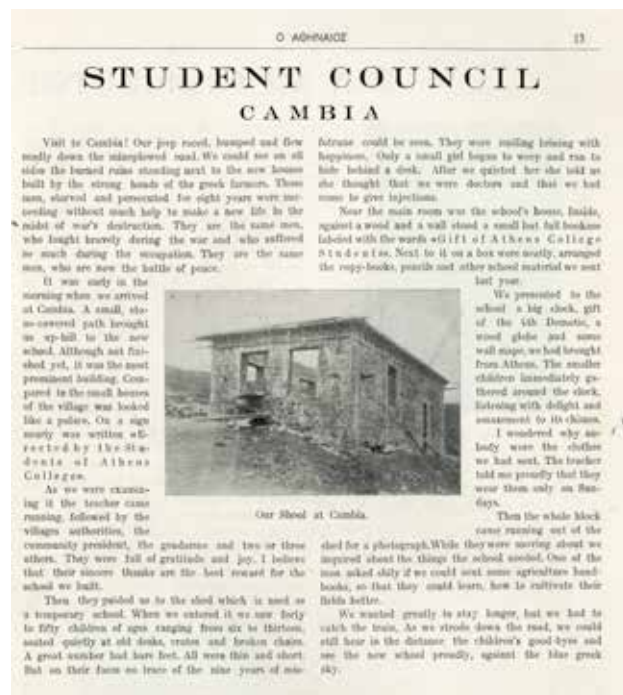 Ο ΑΘΗΝΑΙΟΣ
13
STUDENT COUNCIL
CAMBIA
Visit to Cambia! Our jeep raced, bumped and flew
madly down the mineplowed road. We could see on all
sides the burned ruins standing next to the new houses
built by the strong hands of the greek farmers. These
men, starved and persecuted for eight years were suc-
ceeding without much help to make a new life in the
midst of war's destruction. They are the same men,
who fought bravely during the war and who suffered
so much during the occupation. They are the same
men, who are now the battle of peace.
It was early in the
morning when we arrived
at Cambia. A small,
covered path brought
us up-hill to the new
school. Although not fini-
shed yet, it was the most
prominent building. Com-
pared to the small houses
of the village was looked
like a palace. On a sign
nearly was written «E-
rected by the Stu-
dents of Athens
College».
As we were examin-
ing it the teacher came
running, followed by the
villages authorities, the
community president, the gendarme and two or three
others. They were full of gratitude and joy. I believe
that their sincere thanks are the best reward for the
school we built.
Then they guided us to the shed which is used as
a temporary school. When we entered it we saw forty
to fifty children of ages ranging from six to thirteen,
seated quietly at old desks, crates and broken chairs.
A great number had bare feet. All were thin and short
But on their faces no trace of the nine years of mis-
fotrune could be seen. They were smiling briming with
happiness. Only a small girl began to weep and ran to
hide behind a desk. After we quieted her she told us
she thought that we were doctors and that we had
come to give injections.
Near the main room was the school's house. Inside,
against a wood and a wall stood a small but full bookcase
labeled with the words «Gift of Athens College
Students». Next to it on a box were neatly, arranged
the copy-books, pencils and other school material we sent
last year.
We presented to the
school a big clock, gift
of the 4th Demotic, a
wood globe and some
wall maps, we had brought
from Athens. The smaller
children immediately ga-
thered around the clock,
listening with delight and
amazement to its chimes.
I wondered why no-
body wore the clothes
we had sent. The teacher
told me proudly that they
wear them only on Sun-
days.
Then the whole block
came running out of the
shed for a photograph. While they were moving about we
inquired about the things the school needed. One of the
men asked shily if we could sent some agriculture hand-
books, so that they could learn, how to cultivate their
fields better.
We wanted greatly to stay longer, but we had to
catch the train. As we strode down the road, we could
still hear in the distance the children's good-byes and
see the new school proudly, against the blue greek
sky.
Our Shool at Cambia.